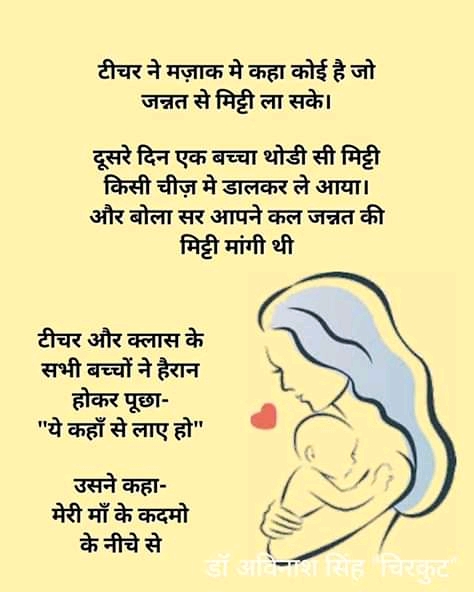 टीचर ने मज़ाक मे कहा कोई है जो
जन्नत से मिट्टी ला सके।
दूसरे दिन एक बच्चा थोडी सी मिट्टी
किसी चीज़ मे डालकर ले आया।
और बोला सर आपने कल जन्नत की
मिट्टी मांगी थी
टीचर और क्लास के
सभी बच्चों ने हैरान
होकर पूछा-
"ये कहाँ से लाए हो"
उसने कहा-
मेरी माँ के कदमो
के नीचे से
डॉ अविनाश सिंह "चिरकुट"